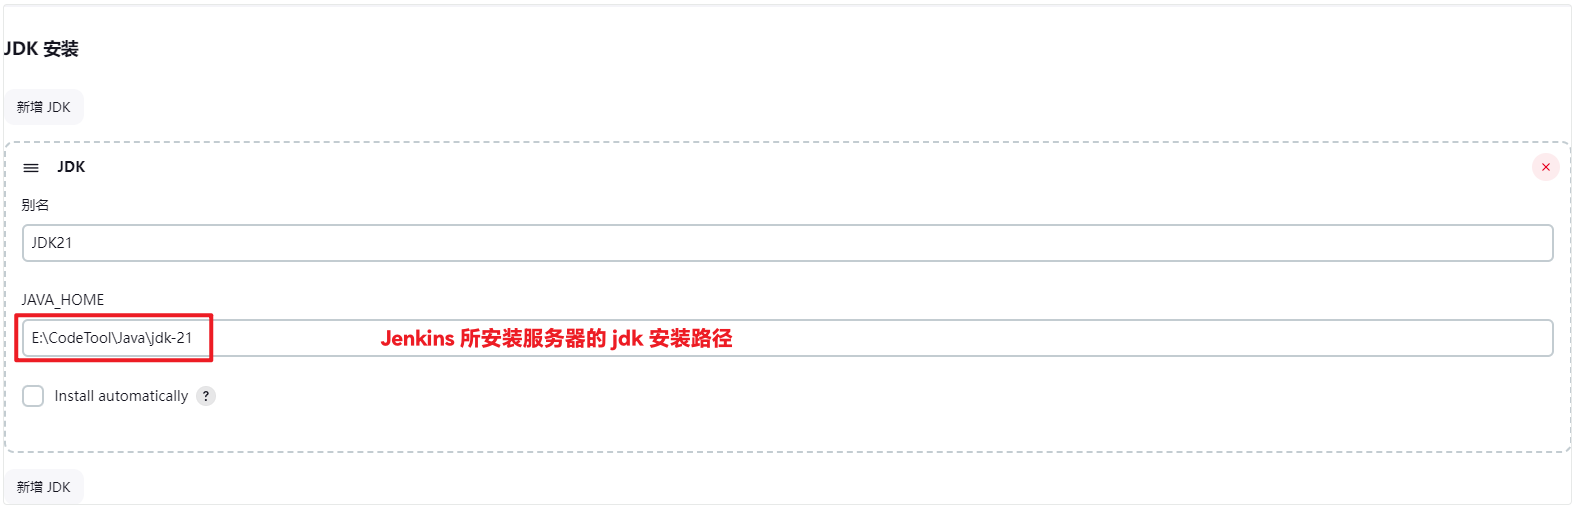 JDK 安装
新增 JDK
JDK
别名
JDK21
JAVA_HOME
E:\CodeTool\Java\jdk-21
Jenkins 所安装服务器的 jdk 安装路径
Install automatically ?
新增 JDK